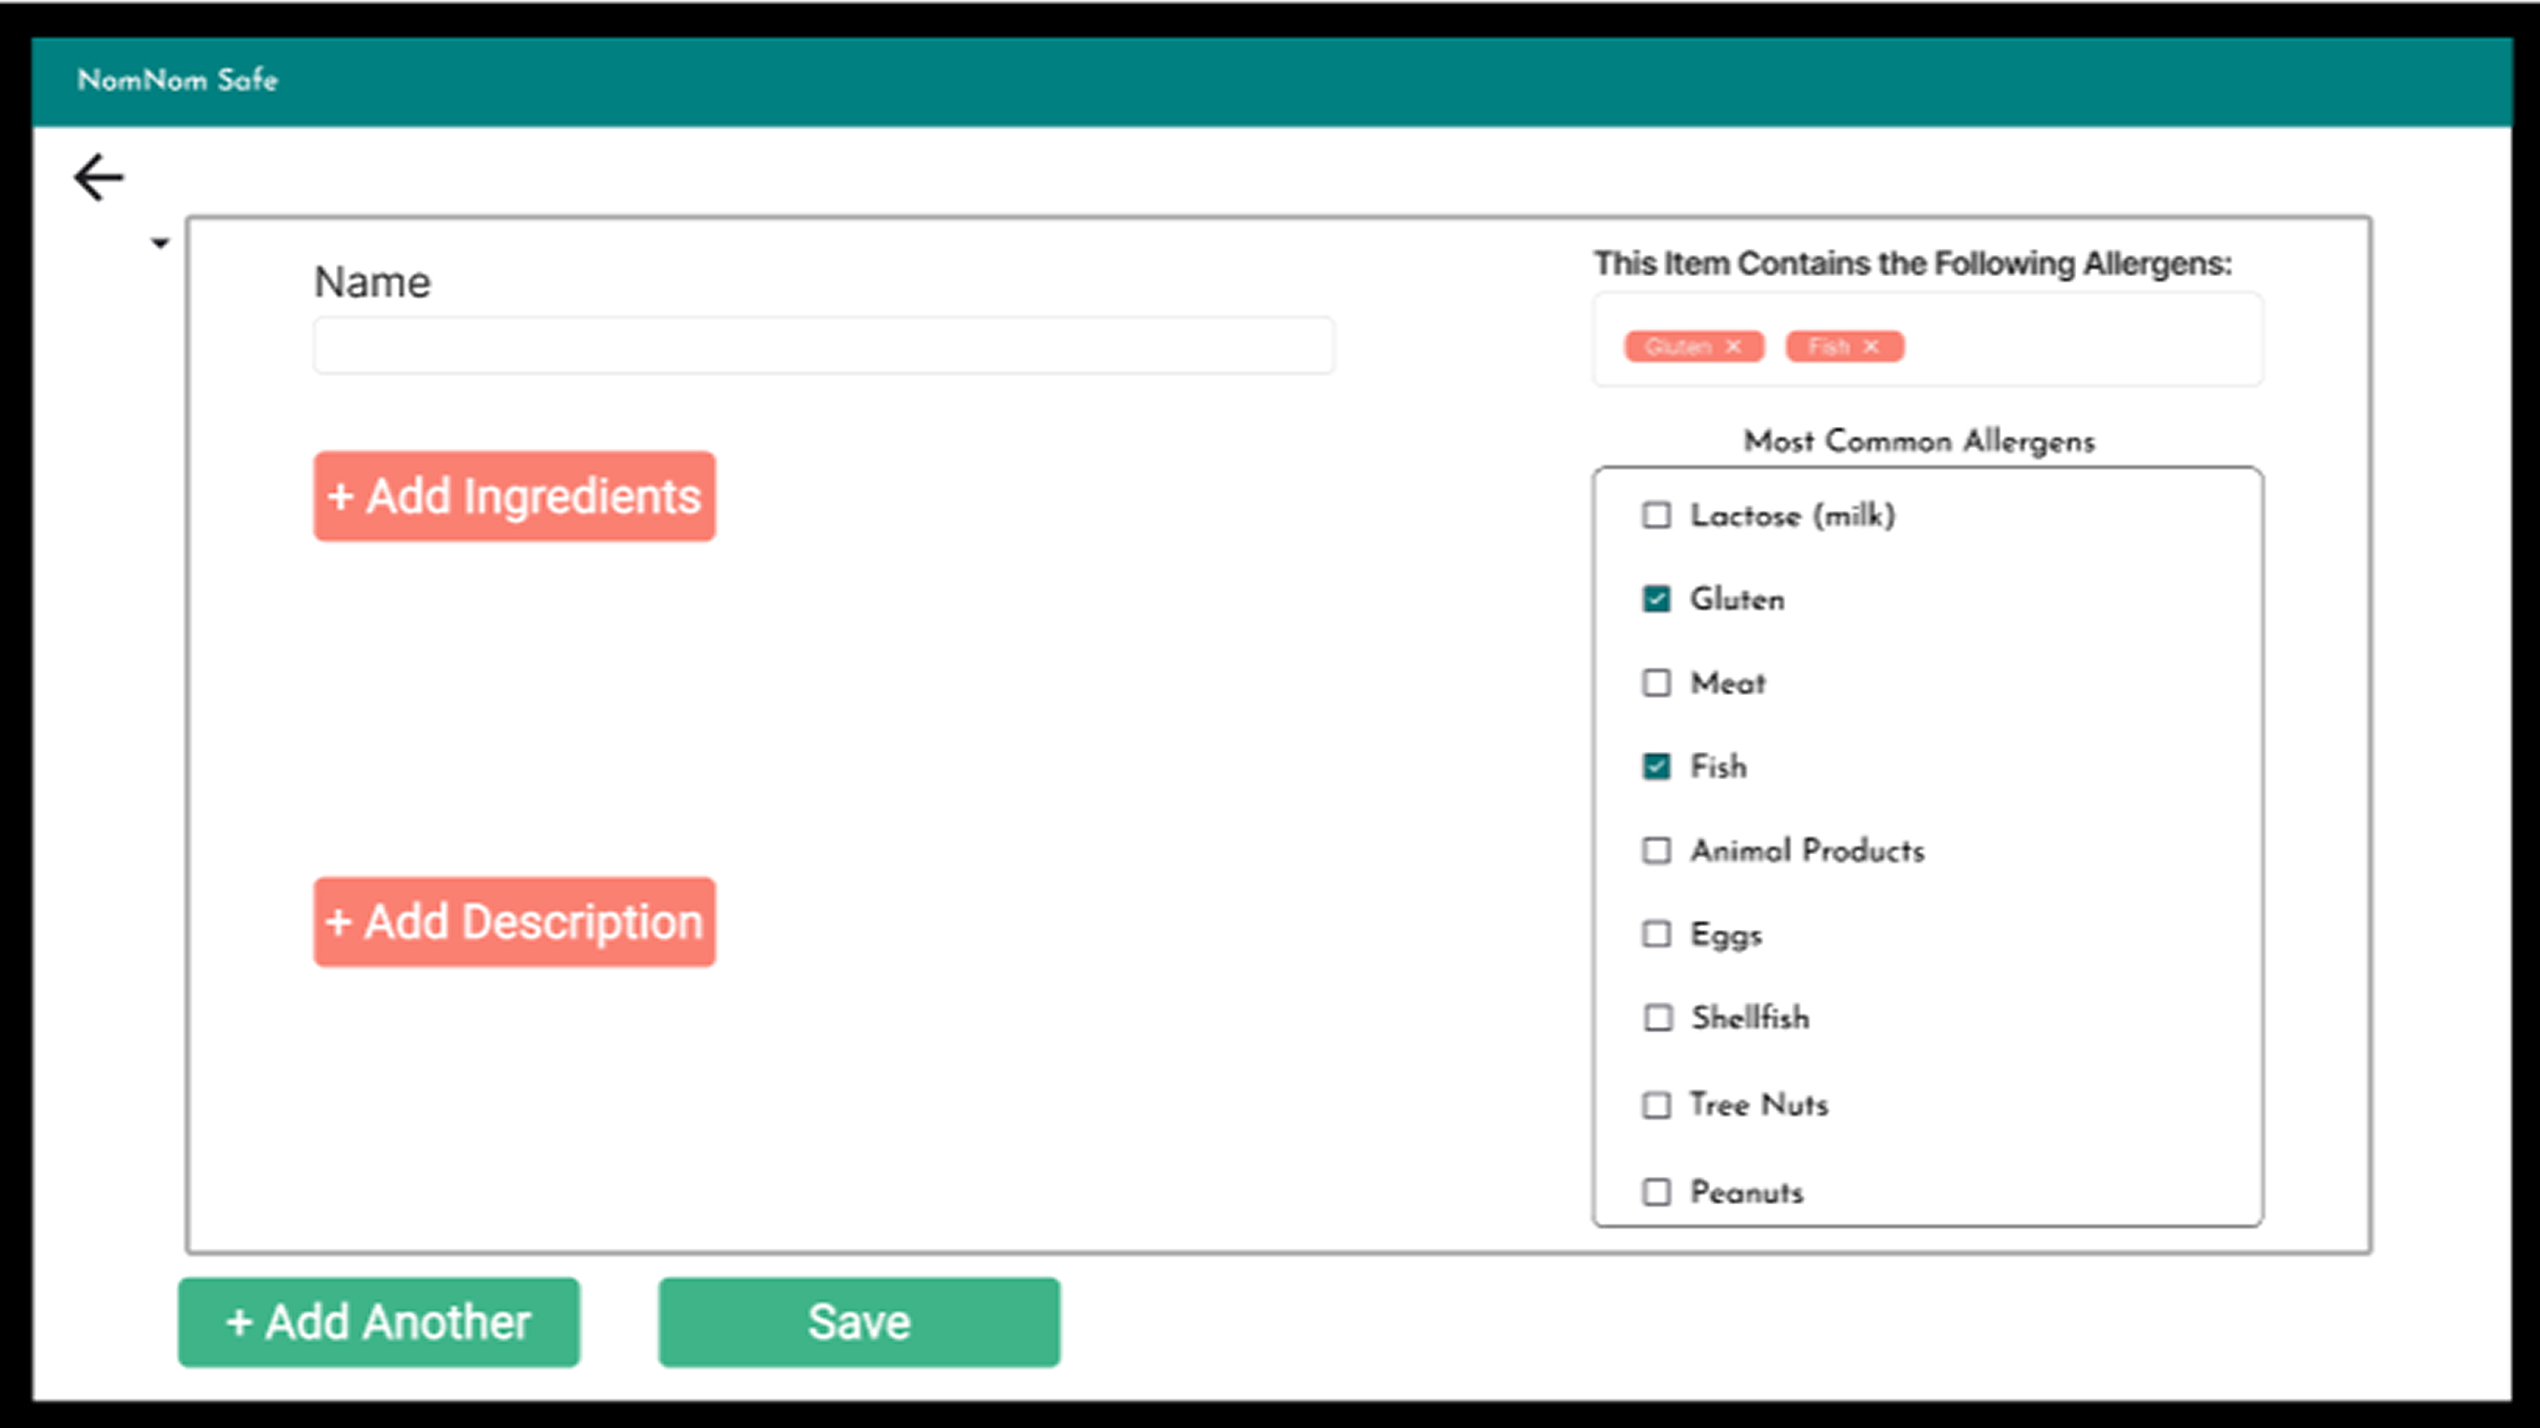 NomNom Safe
Name
+ Add Ingredients
+ Add Description
This Item Contains the Following Allergens:
Gluten × Fish ×
Most Common Allergens
Lactose (milk)
Gluten
Meat
Fish
Animal Products
Eggs
Shellfish
Tree Nuts
Peanuts
+ Add Another
Save